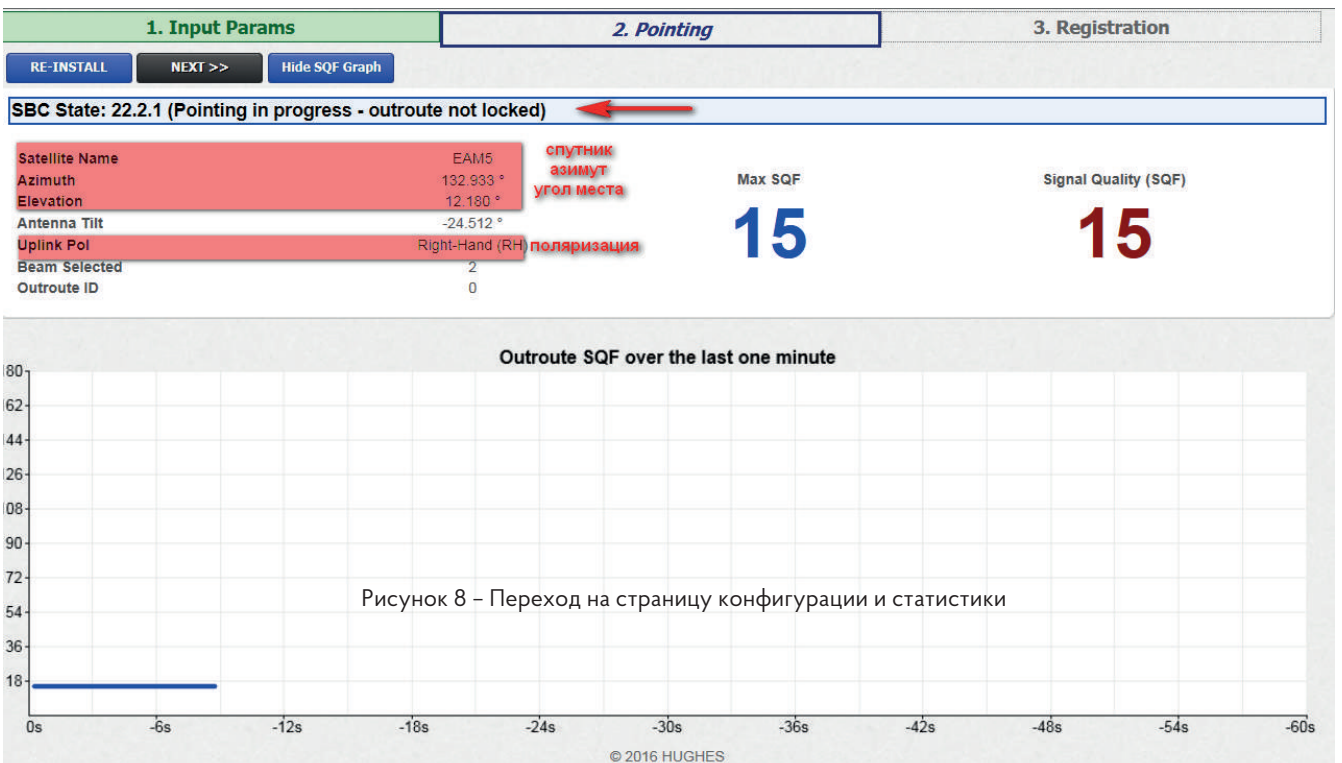 1. Input Params
2. Pointing
3. Registration
RE-INSTALL
NEXT >>
Hide SQF Graph
SBC State: 22.2.1 (Pointing in progress - outroute not locked)
Satellite Name EAM5
Azimuth 132.933 °
Elevation 12.180 °
Antenna Tilt -24.512 °
Uplink Pol Right-Hand (RH)
Beam Selected 2
Outroute ID 0
спутник
азимут
угол места
поляризация
Max SQF
15
Signal Quality (SQF)
15
Outroute SQF over the last one minute
180
162
144
126
108
90
72
54
36
18
Рисунок 8 – Переход на страницу конфигурации и статистики
0s -6s -12s -18s -24s -30s -36s -42s -48s -54s -60s
© 2016 HUGHES